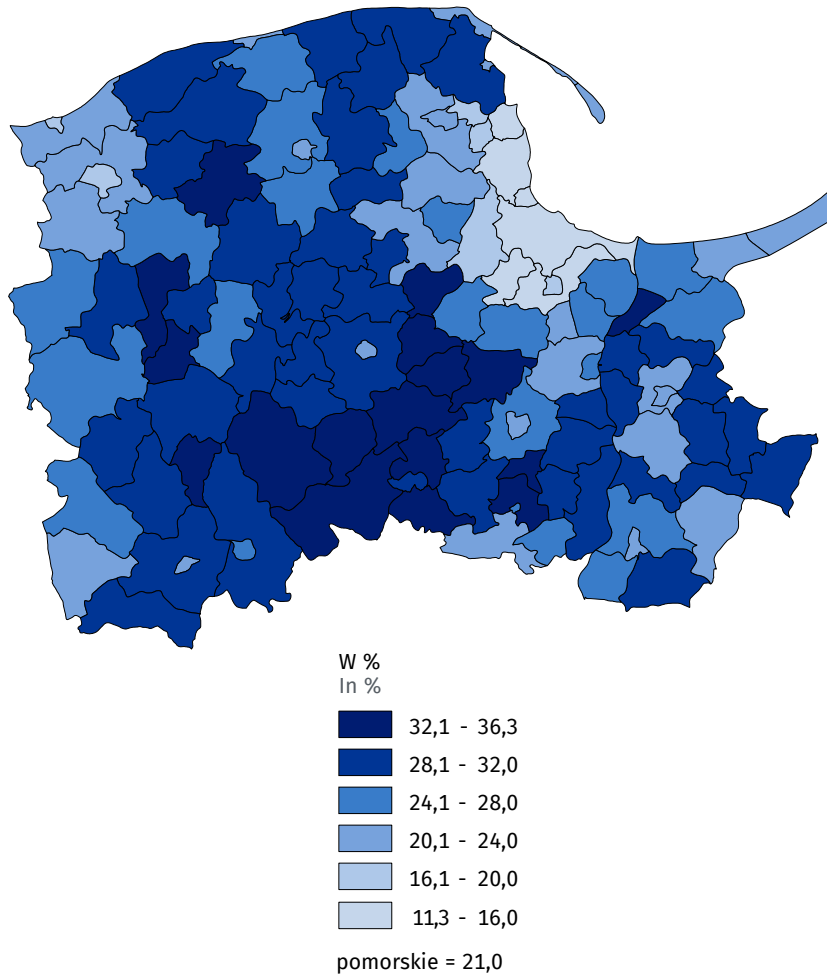 W %
In %
32,1 - 36,3
28,1 - 32,0
24,1 - 28,0
20,1 - 24,0
16,1 - 20,0
11,3 - 16,0
pomorskie = 21,0